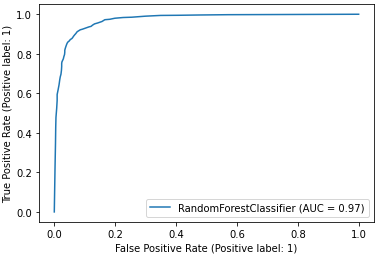 True Positive Rate (Positive label: 1)
1.0
0.8
0.6
0.4
0.2
0.0
RandomForestClassifier (AUC = 0.97)
0.0 0.2 0.4 0.6 0.8 1.0
False Positive Rate (Positive label: 1)